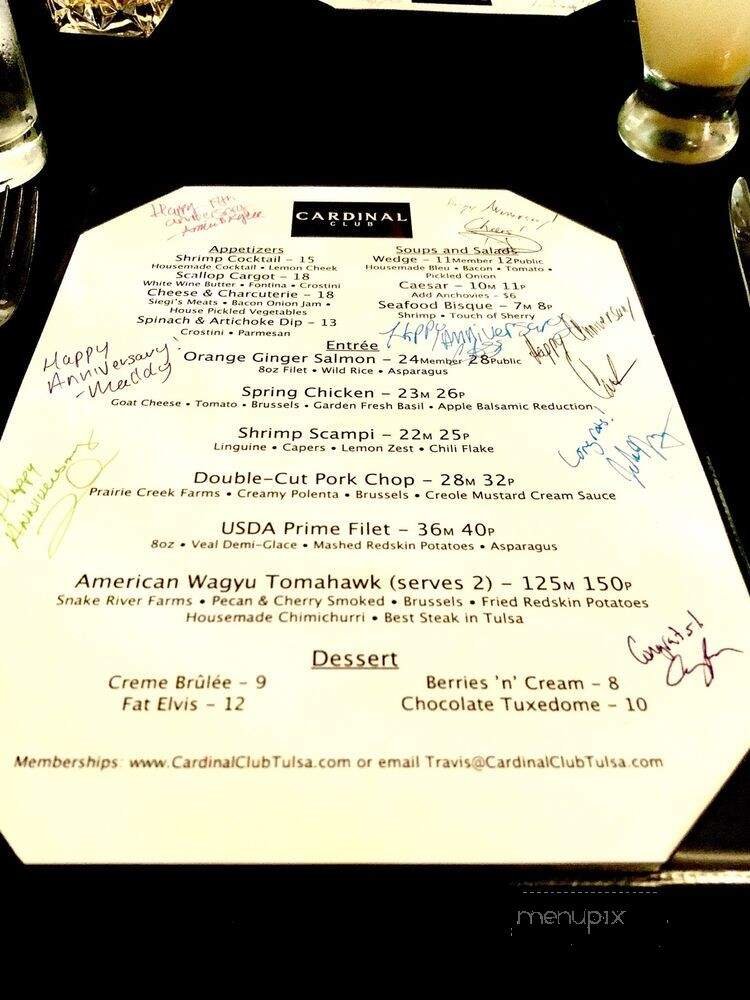 CARDINAL
CLUB
Happy
anniversary
Happy Anniversary!
Cheers!
Appetizers
Shrimp Cocktail – 15
Housemade Cocktail • Lemon Cheek
Scallop Cargot – 18
White Wine Butter • Fontina • Crostini
Cheese & Charcuterie – 18
Siegi's Meats • Bacon Onion Jam •
House Pickled Vegetables
Spinach & Artichoke Dip – 13
Crostini • Parmesan
Soups and Salads
Wedge – 11Member 12Public
Housemade Bleu • Bacon • Tomato •
Pickled Onion
Caesar – 10M 11P
Add Anchovies – $6
Seafood Bisque – 7M 8P
Shrimp • Touch of Sherry
Happy Anniversary
Happy Anniversary
Happy
Anniversary!
-Maddy
Entrée
Orange Ginger Salmon – 24Member 28Public
8oz Filet • Wild Rice • Asparagus
Spring Chicken – 23M 26P
Goat Cheese • Tomato • Brussels • Garden Fresh Basil • Apple Balsamic Reduction
Congrats!
Shrimp Scampi – 22M 25P
Linguine • Capers • Lemon Zest • Chili Flake
Happy
Anniversary
Double-Cut Pork Chop – 28M 32P
Prairie Creek Farms • Creamy Polenta • Brussels • Creole Mustard Cream Sauce
USDA Prime Filet – 36M 40P
8oz • Veal Demi-Glace • Mashed Redskin Potatoes • Asparagus
American Wagyu Tomahawk (serves 2) – 125M 150P
Snake River Farms • Pecan & Cherry Smoked • Brussels • Fried Redskin Potatoes
Housemade Chimichurri • Best Steak in Tulsa
Congrats!
Dessert
Creme Brûlée – 9
Fat Elvis – 12
Berries 'n' Cream – 8
Chocolate Tuxedome – 10
Memberships: www.CardinalClubTulsa.com or email Travis@CardinalClubTulsa.com
menupix